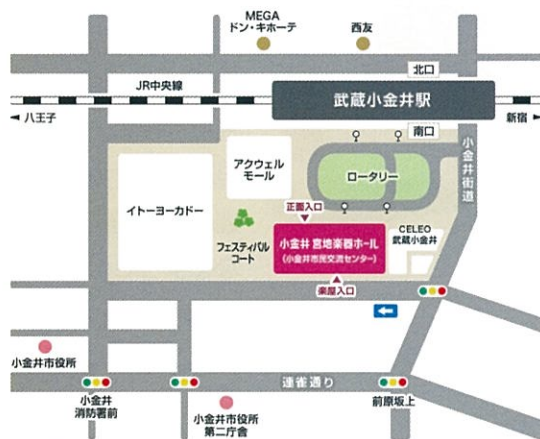 MEGA
ドン・キホーテ
西友
北口
JR中央線
武蔵小金井駅
八王子
新宿
南口
小金井街道
アクウェル
モール
ロータリー
イトーヨーカドー
正面入口
フェスティバル
コート
小金井 宮地楽器ホール
(小金井市民交流センター)
CELEO
武蔵小金井
楽屋入口
小金井市役所
小金井
消防署前
連雀通り
前原坂上
小金井市役所
第二庁舎